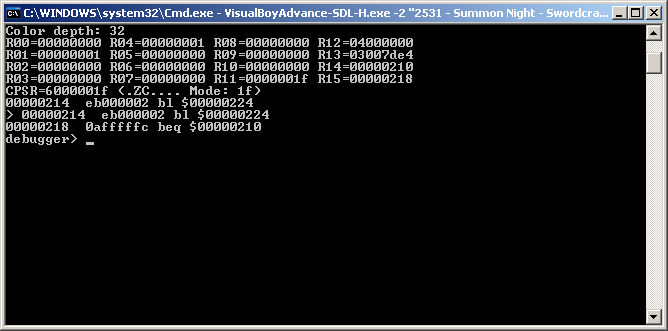 C:\WINDOWS\system32\Cmd.exe - VisualBoyAdvance-SDL-H.exe -2 "2531 - Summon Night - Swordcra...
Color depth: 32
R00=00000000 R04=00000001 R08=00000000 R12=04000000
R01=00000001 R05=00000000 R09=00000000 R13=03007de4
R02=00000000 R06=00000000 R10=00000000 R14=00000210
R03=00000000 R07=00000000 R11=0000001f R15=00000218
CPSR=6000001f (.ZC.... Mode: 1f)
00000214  eb000002 bl $00000224
> 00000214  eb000002 bl $00000224
00000218  0afffffc beq $00000210
debugger> _